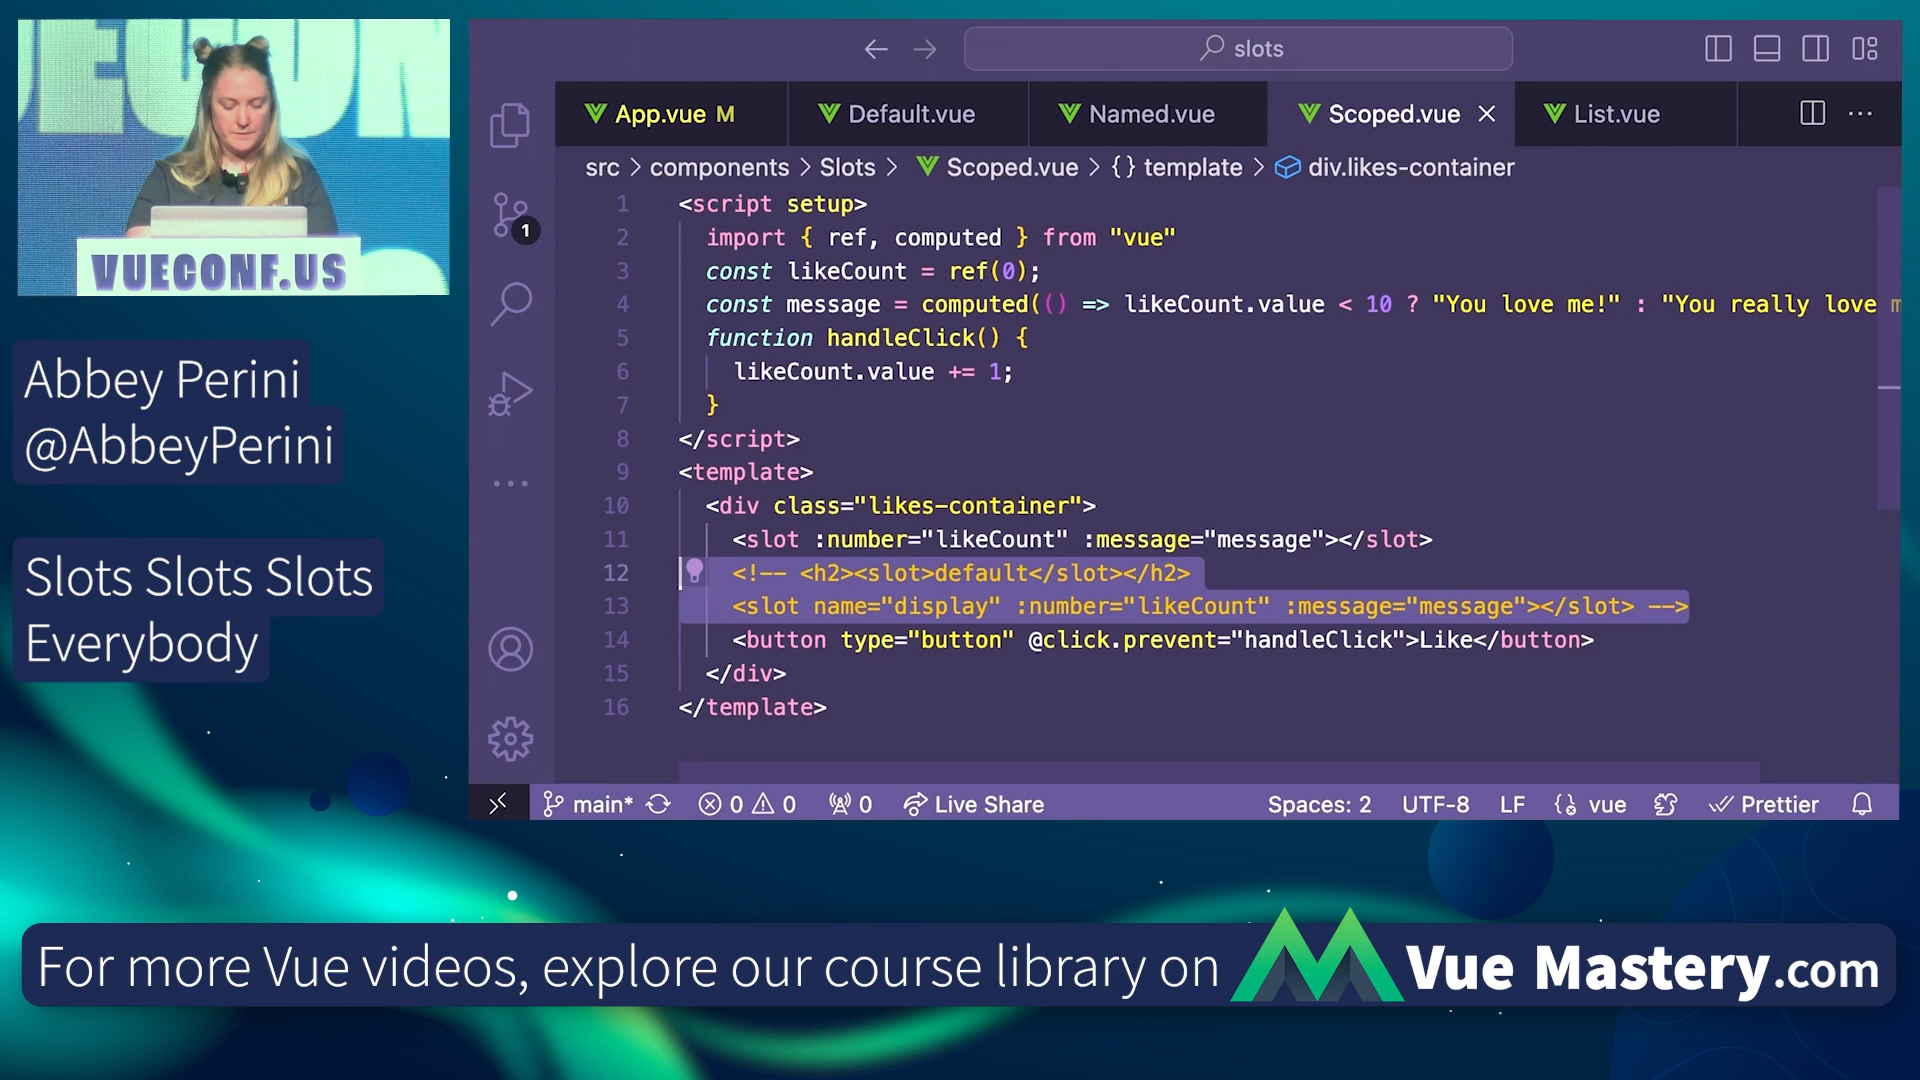 VUECONF.US
Abbey Perini
@AbbeyPerini
Slots Slots Slots
Everybody
slots
App.vue M
Default.vue
Named.vue
Scoped.vue
List.vue
src > components > Slots > Scoped.vue > {} template > div.likes-container
1 <script setup>
2 import { ref, computed } from "vue"
3 const likeCount = ref(0);
4 const message = computed(() => likeCount.value < 10 ? "You love me!" : "You really love m
5 function handleClick() {
6 likeCount.value += 1;
7 }
8 </script>
9 <template>
10 <div class="likes-container">
11 <slot :number="likeCount" :message="message"></slot>
12 <!-- <h2><slot>default</slot></h2>
13 <slot name="display" :number="likeCount" :message="message"></slot> -->
14 <button type="button" @click.prevent="handleClick">Like</button>
15 </div>
16 </template>
1
main* 0 0 0 Live Share Spaces: 2 UTF-8 LF vue Prettier
For more Vue videos, explore our course library on Vue Mastery.com